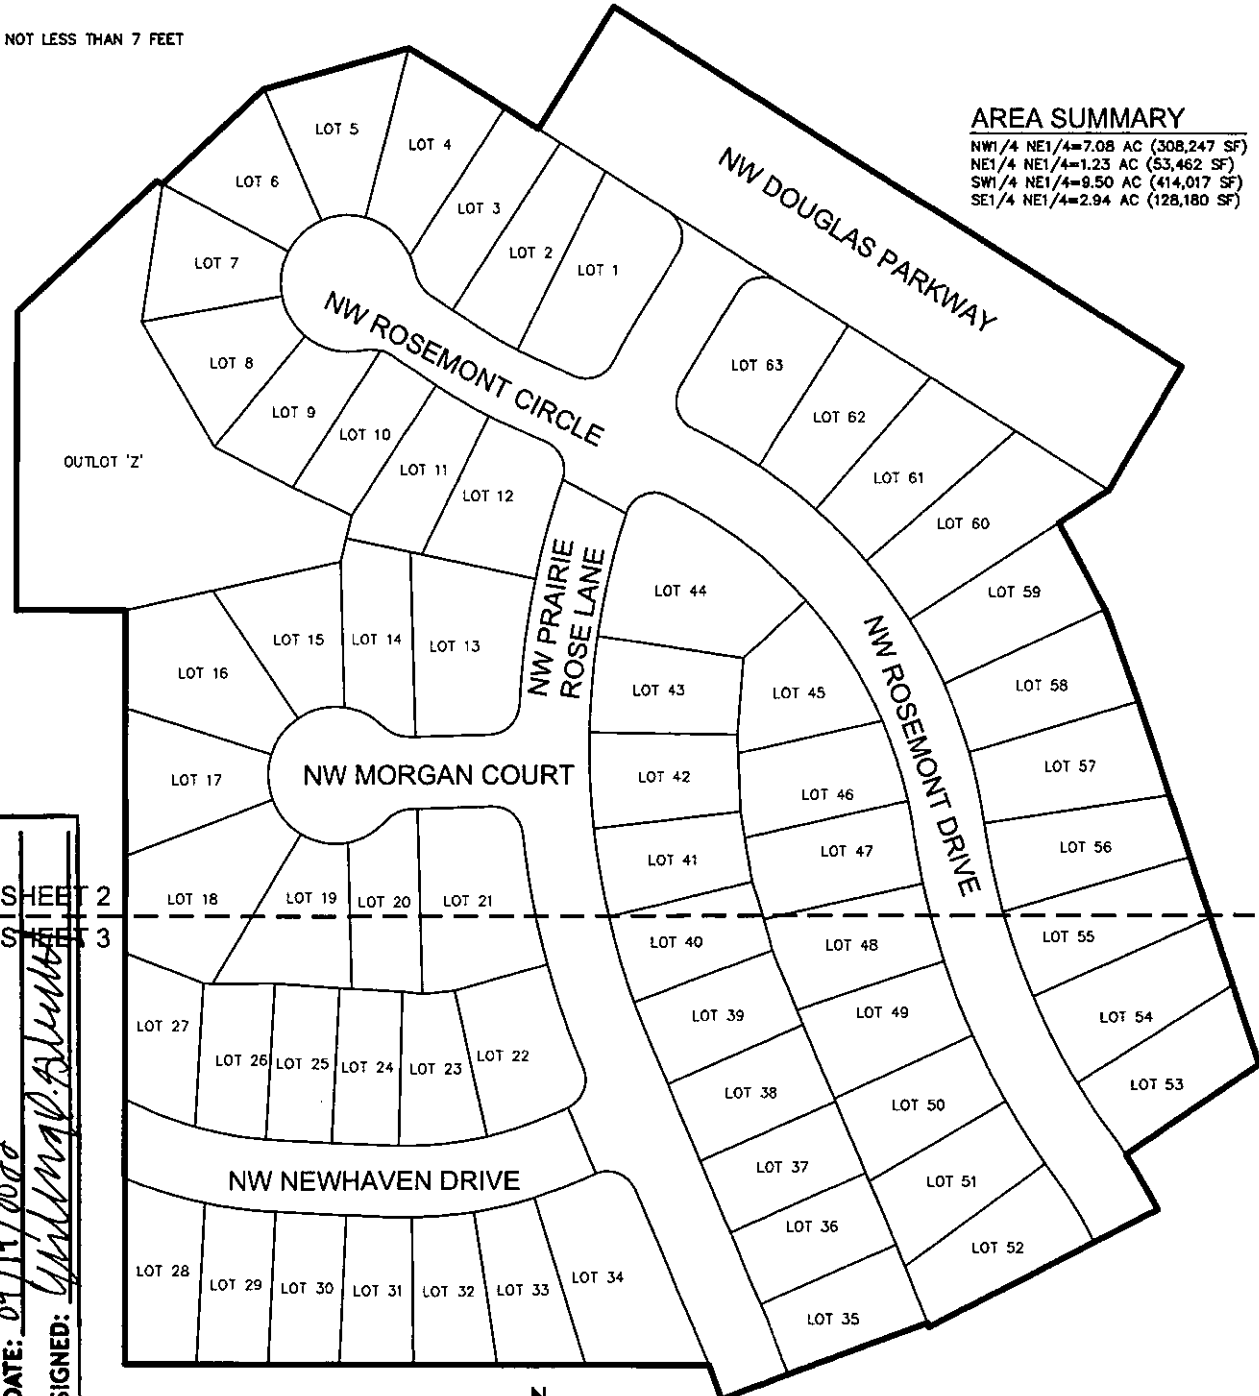 NOT LESS THAN 7 FEET
AREA SUMMARY
NW1/4 NE1/4=7.08 AC (308,247 SF)
NE1/4 NE1/4=1.23 AC (53,462 SF)
SW1/4 NE1/4=9.50 AC (414,017 SF)
SE1/4 NE1/4=2.94 AC (128,180 SF)
NW DOUGLAS PARKWAY
LOT 5
LOT 4
LOT 6
LOT 3
LOT 2
LOT 1
LOT 7
NW ROSEMONT CIRCLE
LOT 8
LOT 9
LOT 10
LOT 11
LOT 12
LOT 63
LOT 62
LOT 61
LOT 60
OUTLOT 'Z'
NW PRAIRIE
ROSE LANE
LOT 44
LOT 59
LOT 16
LOT 15
LOT 14
LOT 13
LOT 43
LOT 45
NW ROSEMONT DRIVE
LOT 58
LOT 17
NW MORGAN COURT
LOT 42
LOT 46
LOT 57
LOT 41
LOT 47
LOT 56
SHEET 2
SHEET 3
LOT 18
LOT 19
LOT 20
LOT 21
LOT 40
LOT 48
LOT 55
LOT 27
LOT 26
LOT 25
LOT 24
LOT 23
LOT 22
LOT 39
LOT 49
LOT 54
LOT 38
LOT 50
LOT 53
NW NEWHAVEN DRIVE
LOT 37
LOT 51
LOT 36
LOT 52
LOT 28
LOT 29
LOT 30
LOT 31
LOT 32
LOT 33
LOT 34
LOT 35
DATE:
SIGNED:
N